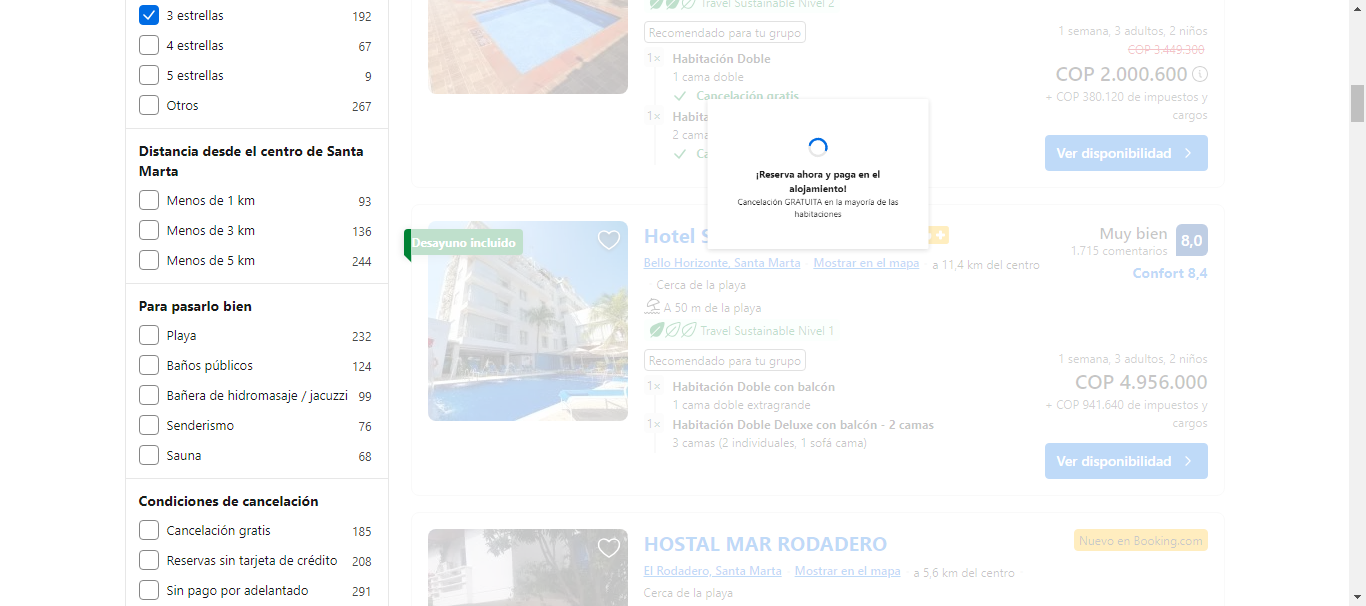 3 estrellas 192
4 estrellas 67
5 estrellas 9
Otros 267
Distancia desde el centro de Santa
Marta
Menos de 1 km 93
Menos de 3 km 136
Menos de 5 km 244
Para pasarlo bien
Playa 232
Baños públicos 124
Bañera de hidromasaje / jacuzzi 99
Senderismo 76
Sauna 68
Condiciones de cancelación
Cancelación gratis 185
Reservas sin tarjeta de crédito 208
Sin pago por adelantado 291
Travel Sustainable Nivel 2
Recomendado para tu grupo
1× Habitación Doble
1 cama doble
Cancelación gratis
1×
2
1 semana, 3 adultos, 2 niños
COP 3.449.300
COP 2.000.600
+ COP 380.120 de impuestos y
cargos
Ver disponibilidad
¡Reserva ahora y paga en el
alojamiento!
Cancelación GRATUITA en la mayoría de las
habitaciones
Desayuno incluido
Hotel
Muy bien 8,0
1.715 comentarios
Confort 8,4
Bello Horizonte, Santa Marta Mostrar en el mapa a 11,4 km del centro
Cerca de la playa
A 50 m de la playa
Travel Sustainable Nivel 1
Recomendado para tu grupo
1× Habitación Doble con balcón
1 cama doble extragrande
1× Habitación Doble Deluxe con balcón - 2 camas
3 camas (2 individuales, 1 sofá cama)
1 semana, 3 adultos, 2 niños
COP 4.956.000
+ COP 941.640 de impuestos y
cargos
Ver disponibilidad
HOSTAL MAR RODADERO
Nuevo en Booking.com
El Rodadero, Santa Marta Mostrar en el mapa a 5,6 km del centro
Cerca de la playa